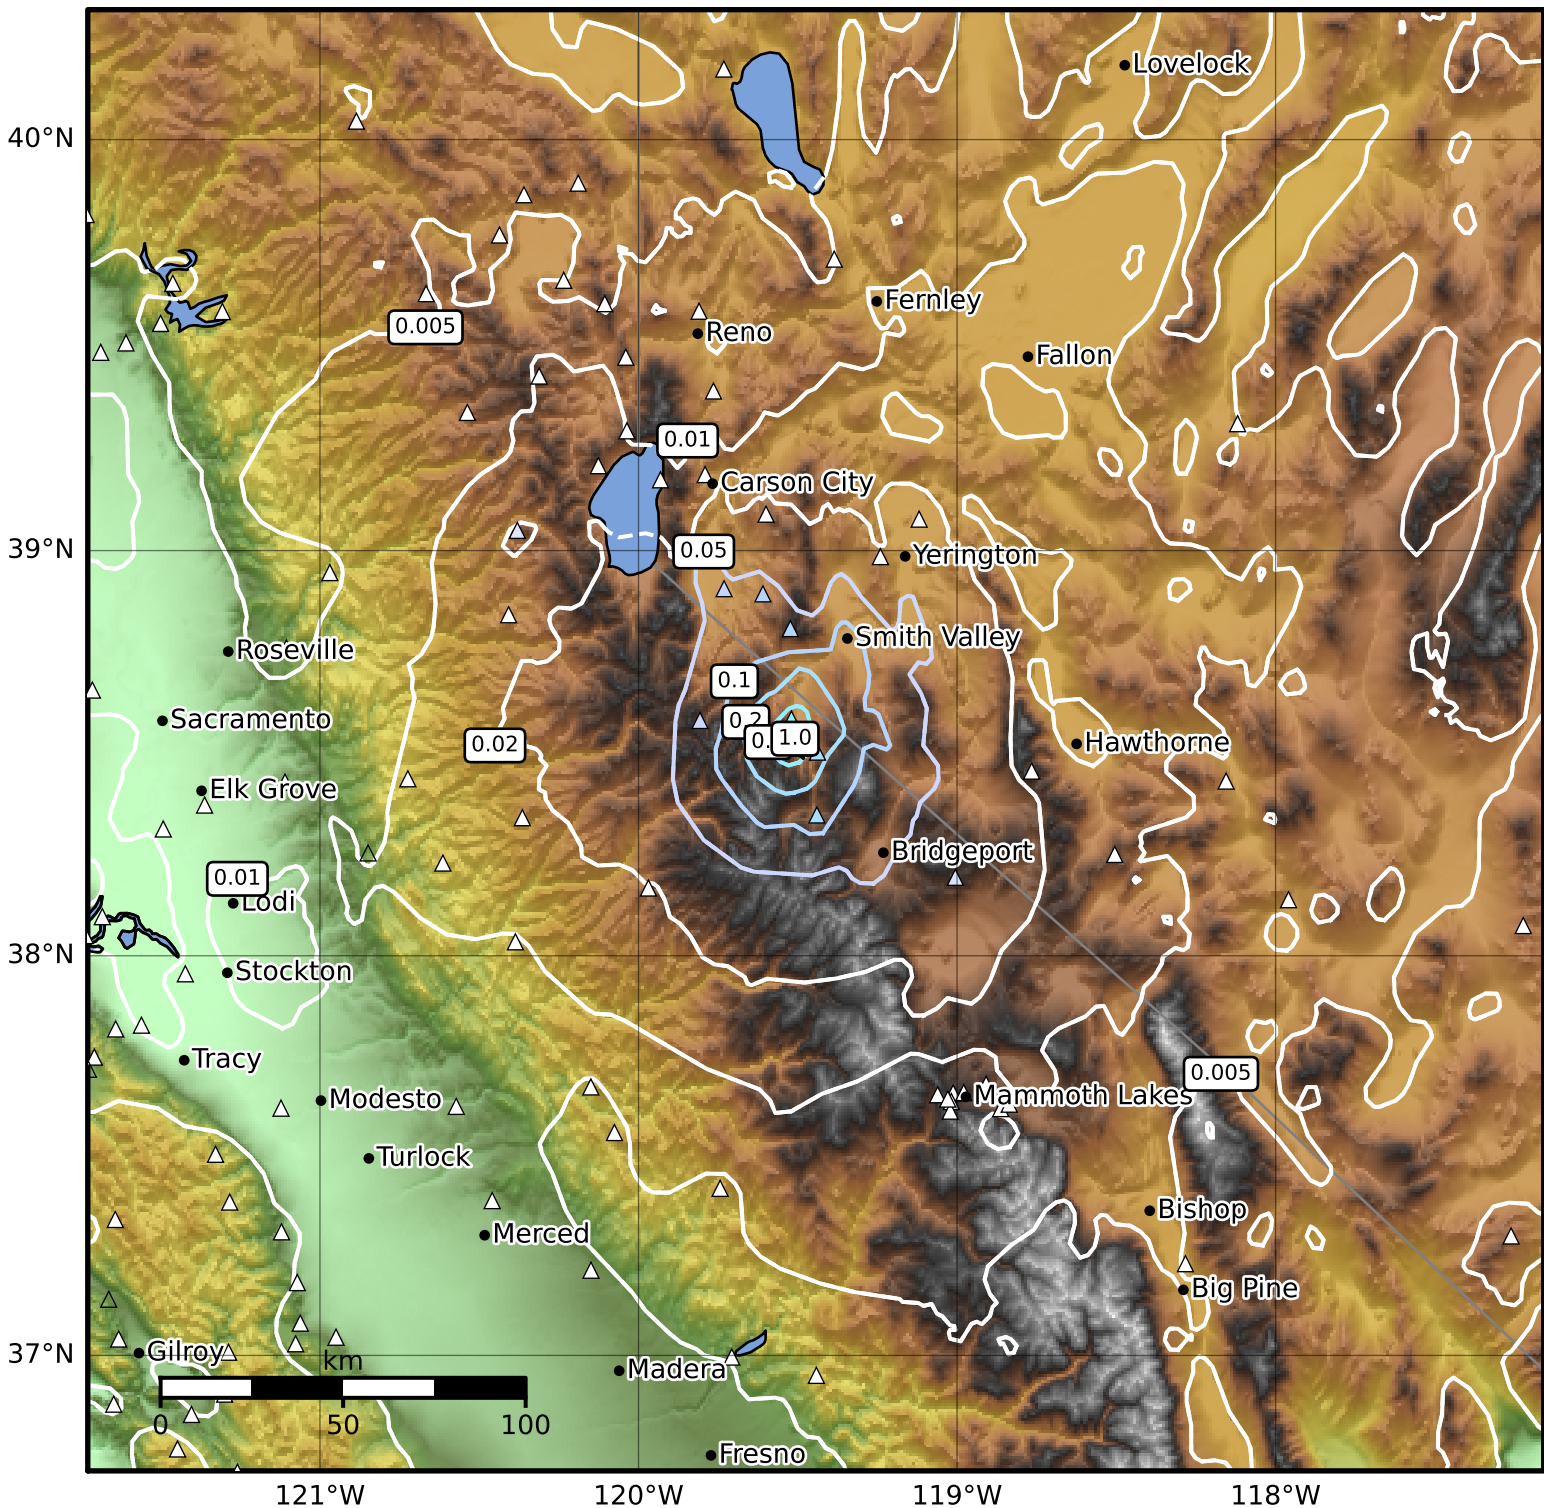 Lovelock
40°N
Fernley
0.005
Reno
Fallon
0.01
Carson City
39°N
0.05
Yerington
Smith Valley
Roseville
0.1
Sacramento
0.2
0.02
1.0
Hawthorne
Elk Grove
Bridgeport
0.01
Lodi
38°N
Stockton
Tracy
0.005
Modesto
Mammoth Lakes
Turlock
Bishop
Merced
Big Pine
37°N
Gilroy
km
Madera
0 50 100
Fresno
121°W 120°W 119°W 118°W